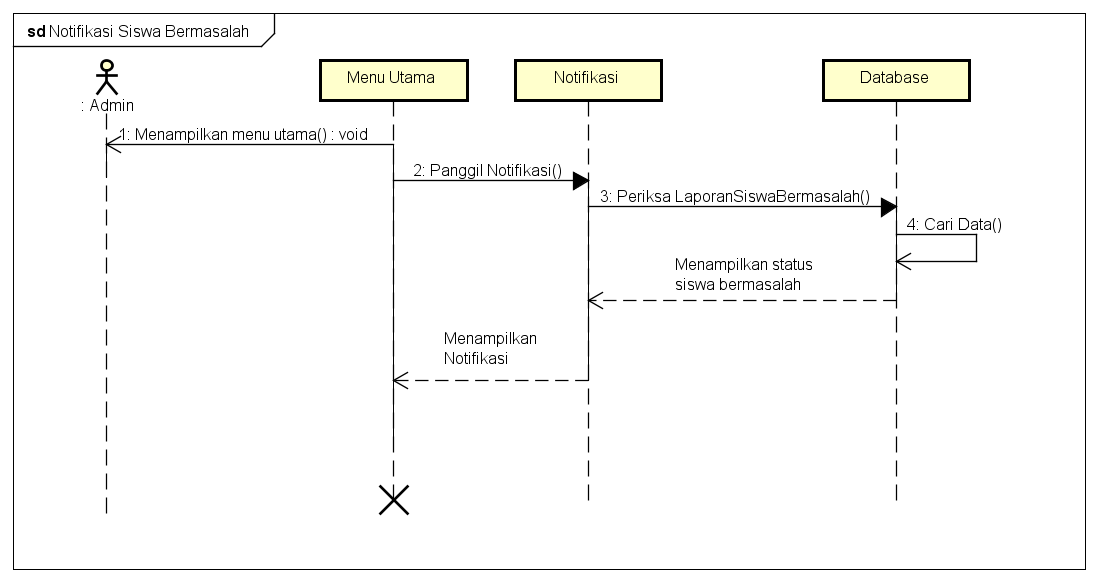 sd Notifikasi Siswa Bermasalah
: Admin
Menu Utama
Notifikasi
Database
1: Menampilkan menu utama() : void
2: Panggil Notifikasi()
3: Periksa LaporanSiswaBermasalah()
4: Cari Data()
Menampilkan status
siswa bermasalah
Menampilkan
Notifikasi